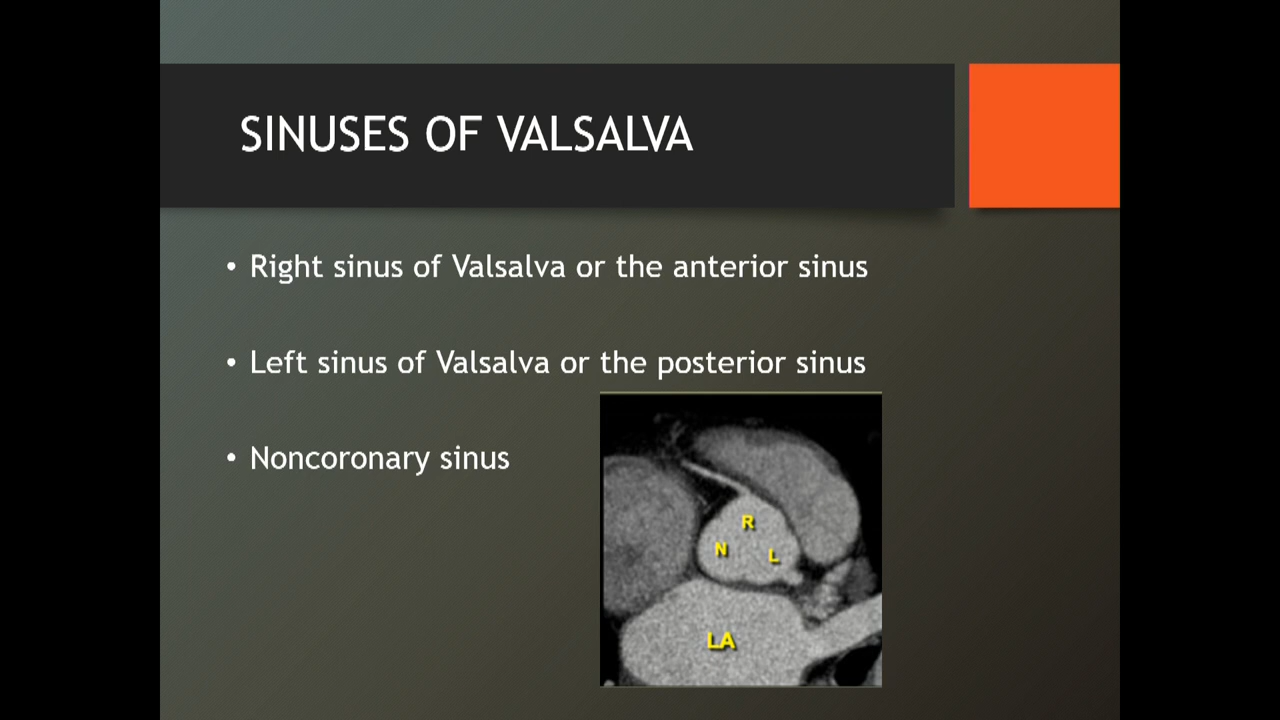 SINUSES OF VALSALVA
• Right sinus of Valsalva or the anterior sinus
• Left sinus of Valsalva or the posterior sinus
• Noncoronary sinus
R
N L
LA